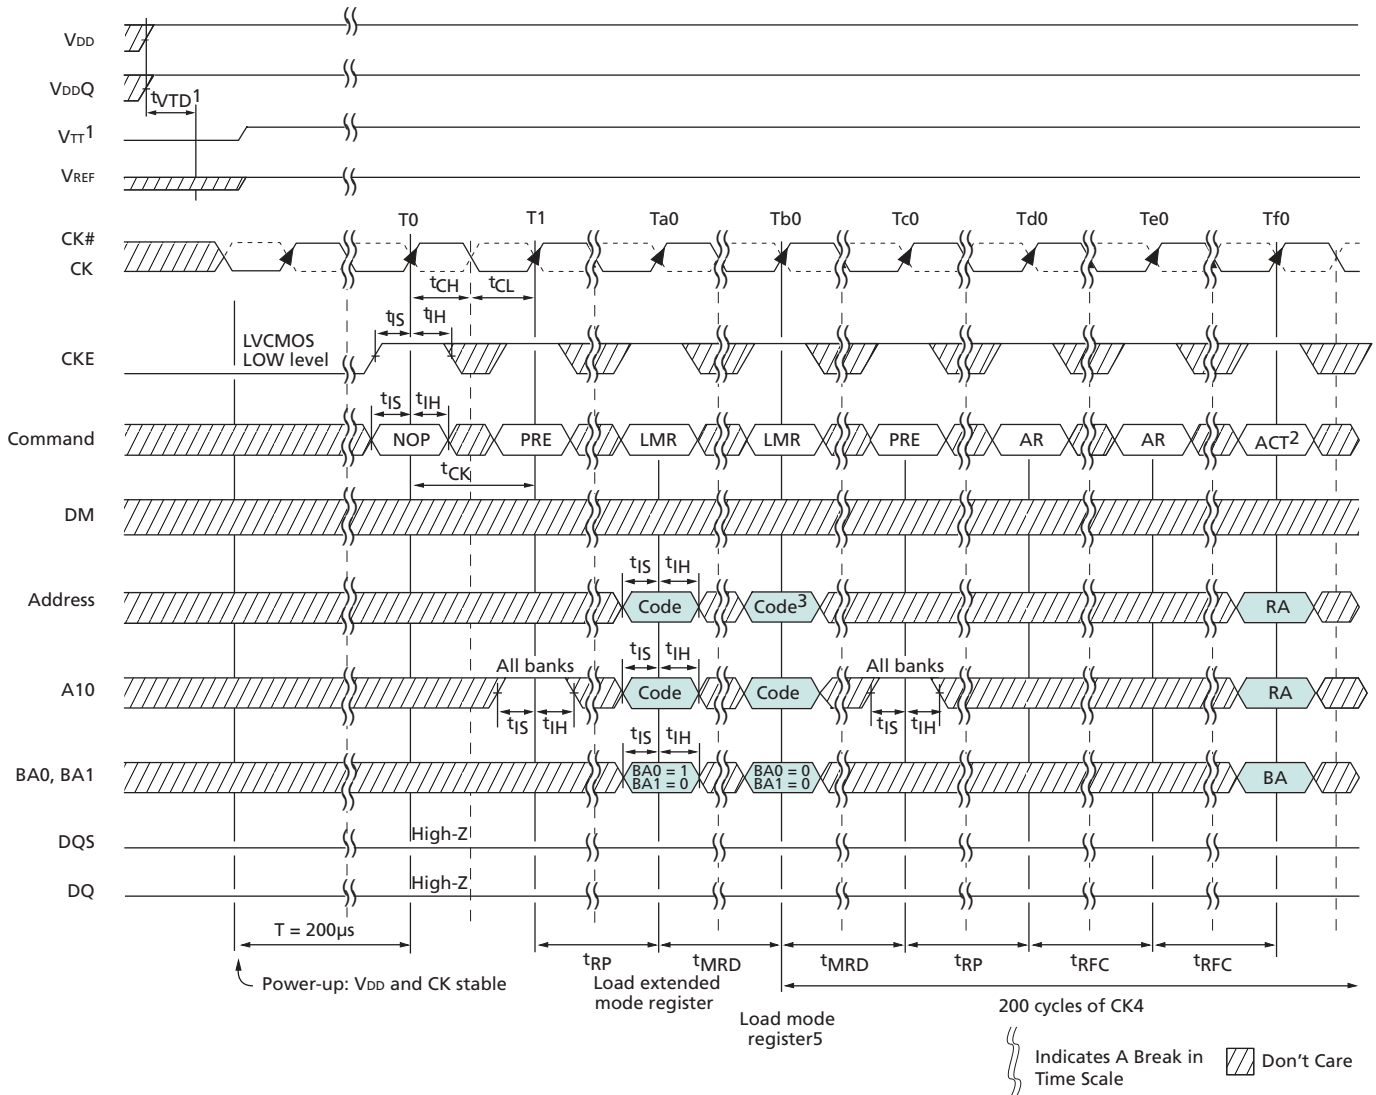 VDD
VDDQ
tVTD1
VTT1
VREF
T0 T1 Ta0 Tb0 Tc0 Td0 Te0 Tf0
CK#
CK
tCH tCL
tIS tIH
LVCMOS
LOW level
CKE
tIS tIH
Command NOP PRE LMR LMR PRE AR AR ACT2
tCK
DM
tIS tIH
Address Code Code3 RA
tIS tIH
All banks All banks
A10 Code Code RA
tIS tIH tIS tIH
tIS tIH
BA0, BA1 BA0 = 1 BA0 = 0 BA
BA1 = 0 BA1 = 0
DQS High-Z
DQ High-Z
T = 200µs
tRP tMRD tMRD tRP tRFC tRFC
Power-up: VDD and CK stable
Load extended
mode register
200 cycles of CK4
Load mode
register5
Indicates A Break in
Time Scale
Don't Care